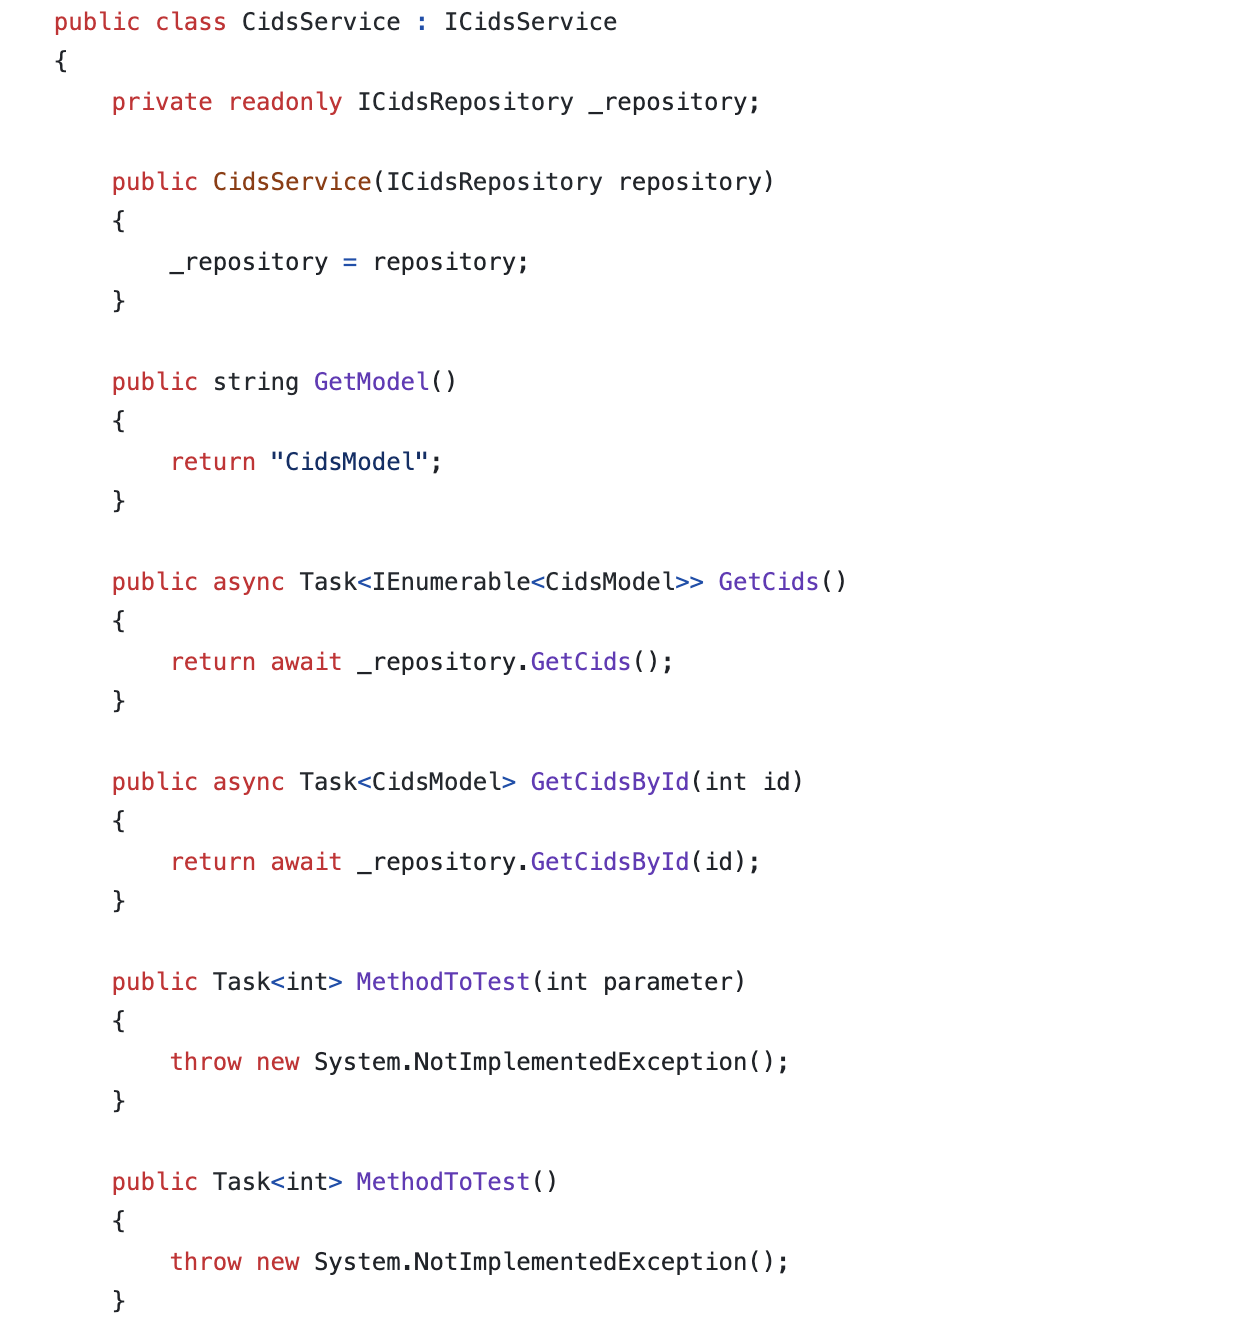 public class CidsService : ICidsService
{
    private readonly ICidsRepository _repository;

    public CidsService(ICidsRepository repository)
    {
        _repository = repository;
    }

    public string GetModel()
    {
        return "CidsModel";
    }

    public async Task<IEnumerable<CidsModel>> GetCids()
    {
        return await _repository.GetCids();
    }

    public async Task<CidsModel> GetCidsById(int id)
    {
        return await _repository.GetCidsById(id);
    }

    public Task<int> MethodToTest(int parameter)
    {
        throw new System.NotImplementedException();
    }

    public Task<int> MethodToTest()
    {
        throw new System.NotImplementedException();
    }